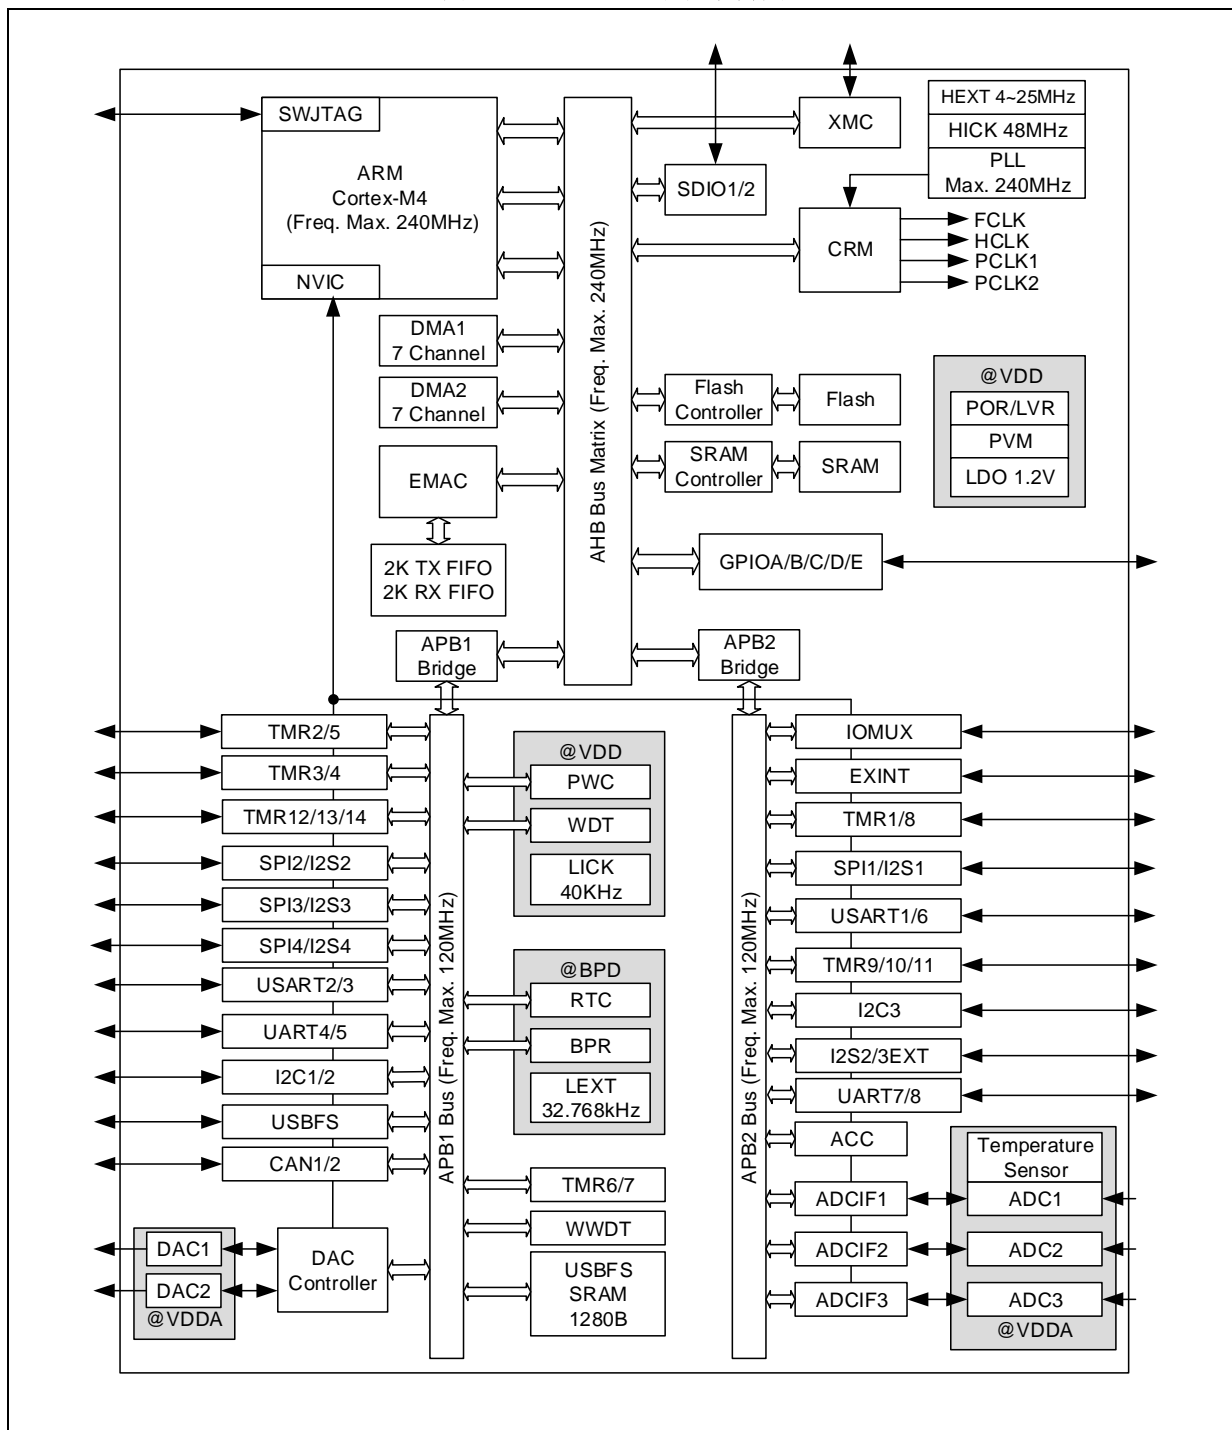 SWJTAG
ARM
Cortex-M4
(Freq. Max. 240MHz)
NVIC
DMA1
7 Channel
DMA2
7 Channel
EMAC
2K TX FIFO
2K RX FIFO
APB1
Bridge
AHB Bus Matrix (Freq. Max. 240MHz)
XMC
SDIO1/2
CRM
HEXT 4~25MHz
HICK 48MHz
PLL
Max. 240MHz
FCLK
HCLK
PCLK1
PCLK2
Flash
Controller
Flash
SRAM
Controller
SRAM
@VDD
POR/LVR
PVM
LDO 1.2V
GPIOA/B/C/D/E
APB2
Bridge
TMR2/5
TMR3/4
TMR12/13/14
SPI2/I2S2
SPI3/I2S3
SPI4/I2S4
USART2/3
UART4/5
I2C1/2
USBFS
CAN1/2
DAC1
DAC2
@VDDA
DAC
Controller
APB1 Bus (Freq. Max. 120MHz)
@VDD
PWC
WDT
LICK
40KHz
@BPD
RTC
BPR
LEXT
32.768kHz
TMR6/7
WWDT
USBFS
SRAM
1280B
APB2 Bus (Freq. Max. 120MHz)
IOMUX
EXINT
TMR1/8
SPI1/I2S1
USART1/6
TMR9/10/11
I2C3
I2S2/3EXT
UART7/8
ACC
ADCIF1
ADCIF2
ADCIF3
Temperature
Sensor
ADC1
ADC2
ADC3
@VDDA